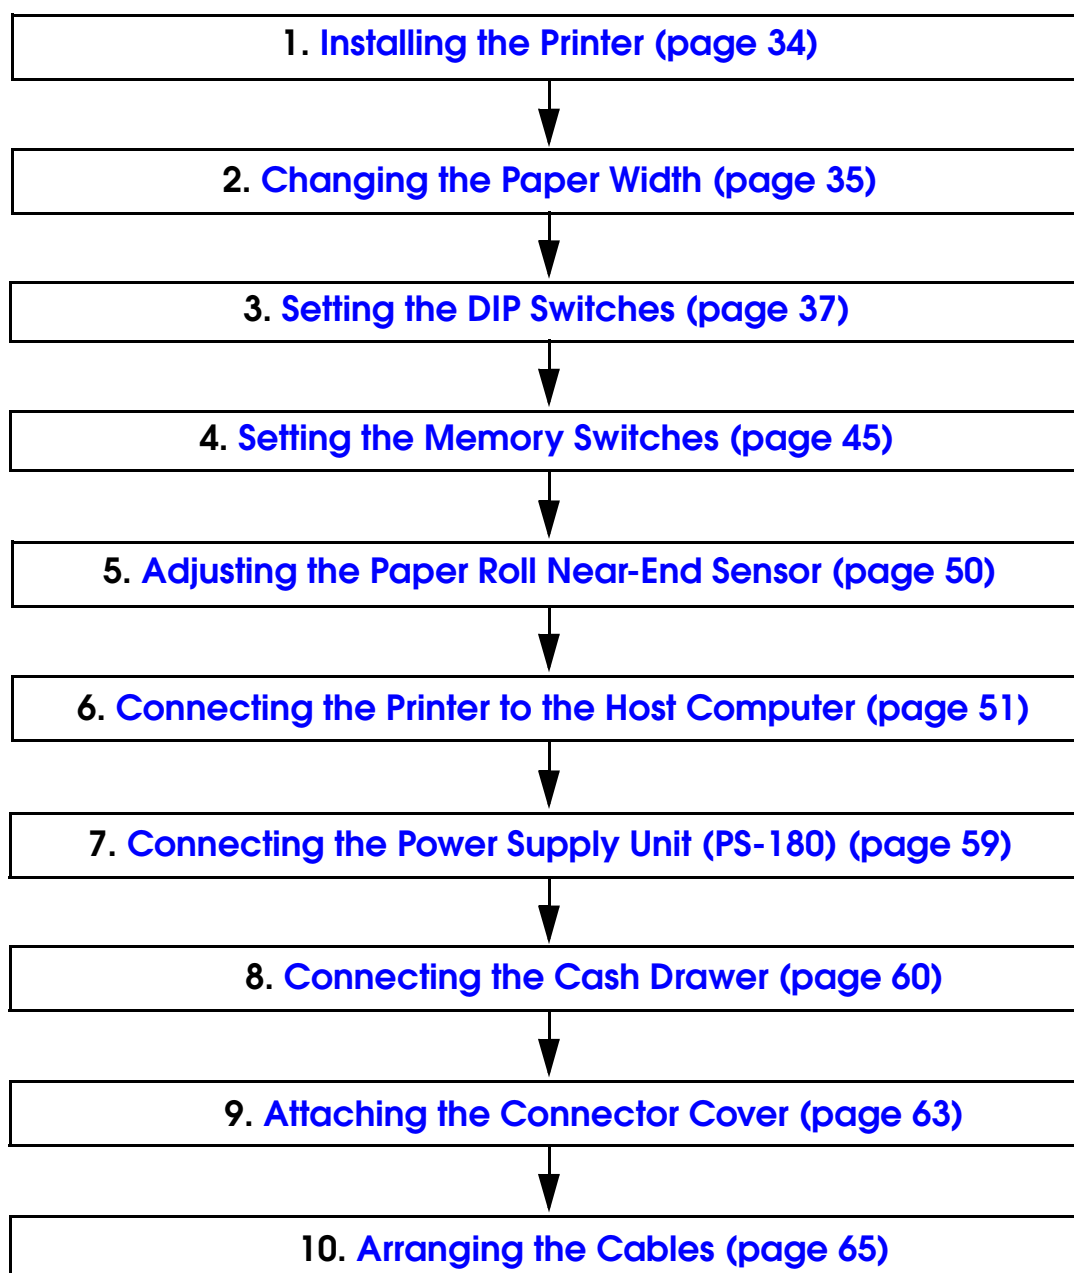 1. Installing the Printer (page 34)
2. Changing the Paper Width (page 35)
3. Setting the DIP Switches (page 37)
4. Setting the Memory Switches (page 45)
5. Adjusting the Paper Roll Near-End Sensor (page 50)
6. Connecting the Printer to the Host Computer (page 51)
7. Connecting the Power Supply Unit (PS-180) (page 59)
8. Connecting the Cash Drawer (page 60)
9. Attaching the Connector Cover (page 63)
10. Arranging the Cables (page 65)